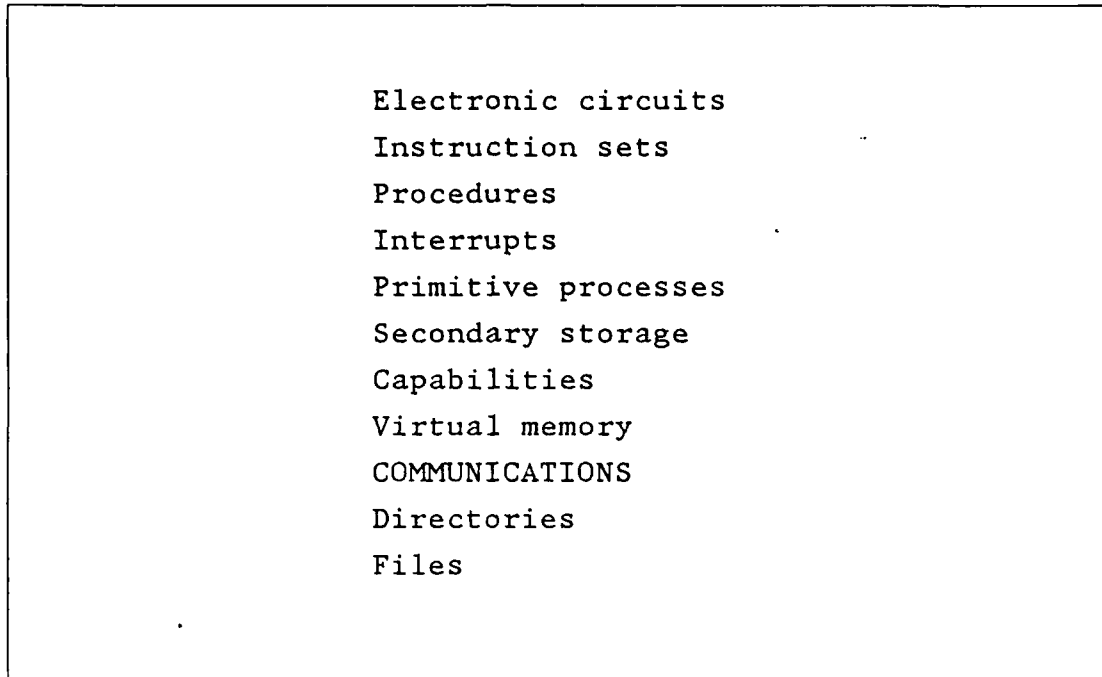 Electronic circuits
Instruction sets
Procedures
Interrupts
Primitive processes
Secondary storage
Capabilities
Virtual memory
COMMUNICATIONS
Directories
Files